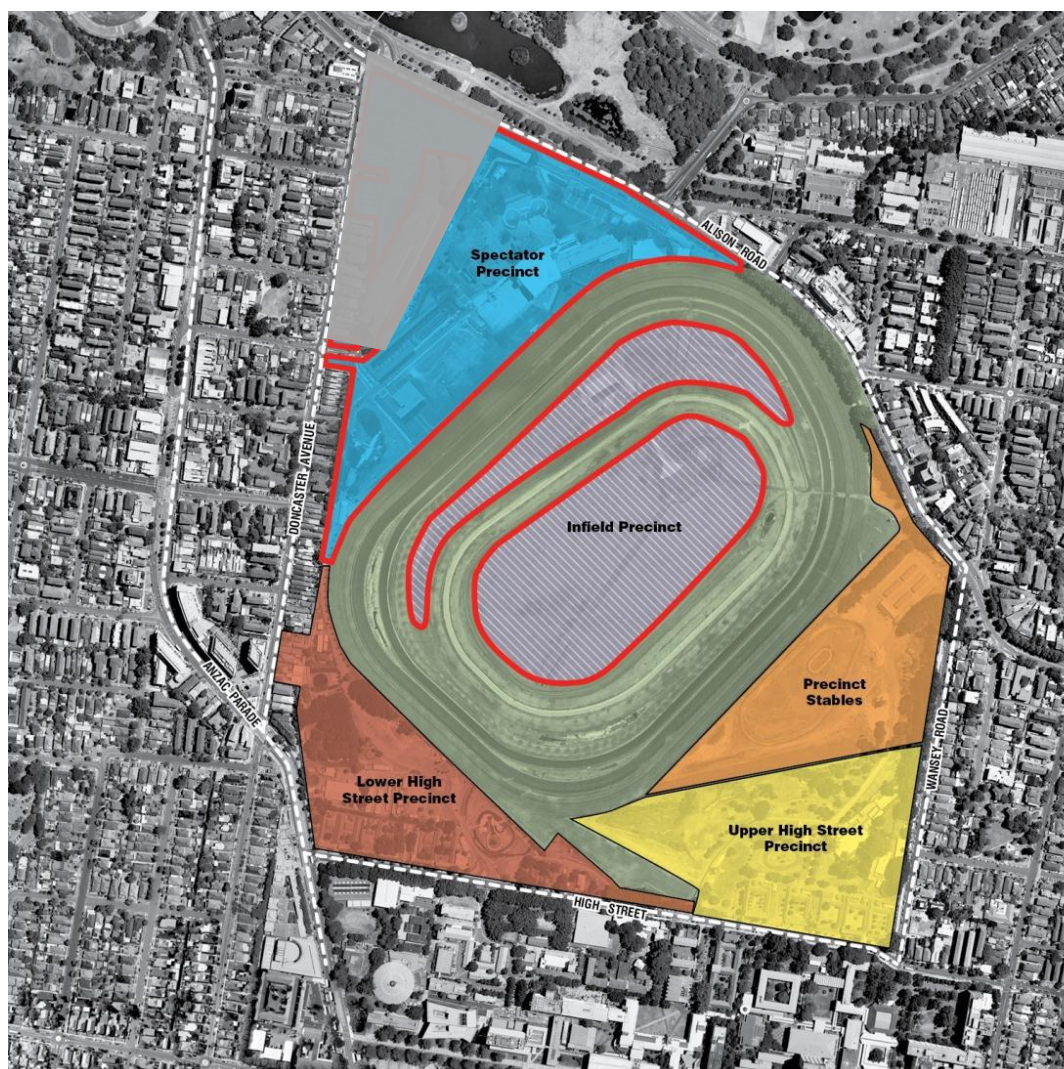 ALISON ROAD
Spectator
Precinct
DONCASTER AVENUE
Infield Precinct
ANZAC PARADE
Precinct
Stables
WANSEY ROAD
Lower High
Street Precinct
Upper High Street
Precinct
HIGH STREET